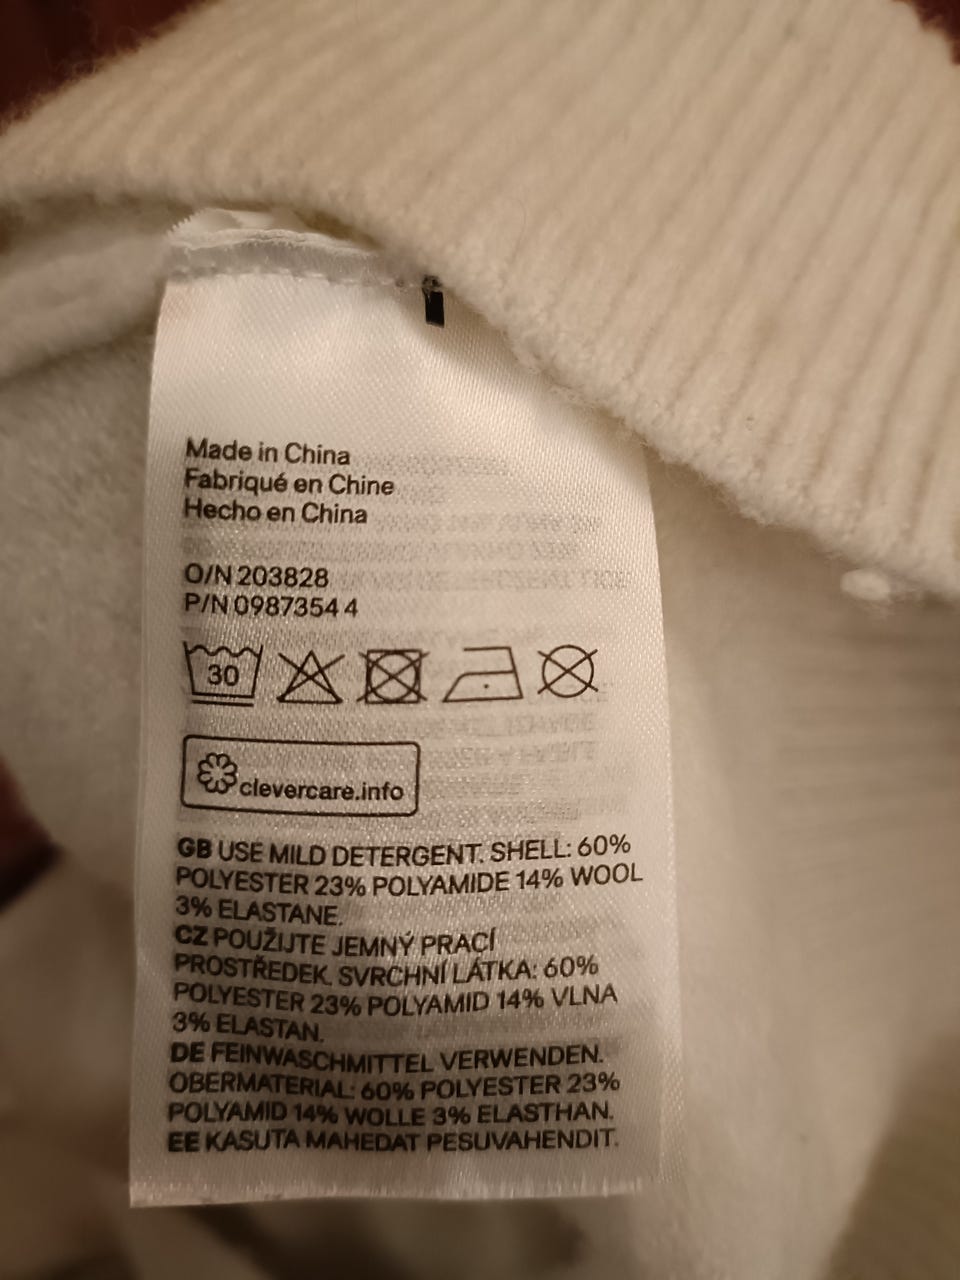 Made in China
Fabriqué en Chine
Hecho en China
O/N 203828
P/N 0987354 4
30
clevercare.info
GB USE MILD DETERGENT. SHELL: 60%
POLYESTER 23% POLYAMIDE 14% WOOL
3% ELASTANE.
CZ POUŽIJTE JEMNÝ PRACÍ
PROSTŘEDEK. SVRCHNÍ LÁTKA: 60%
POLYESTER 23% POLYAMID 14% VLNA
3% ELASTAN.
DE FEINWASCHMITTEL VERWENDEN.
OBERMATERIAL: 60% POLYESTER 23%
POLYAMID 14% WOLLE 3% ELASTHAN.
EE KASUTA MAHEDAT PESUVAHENDIT.